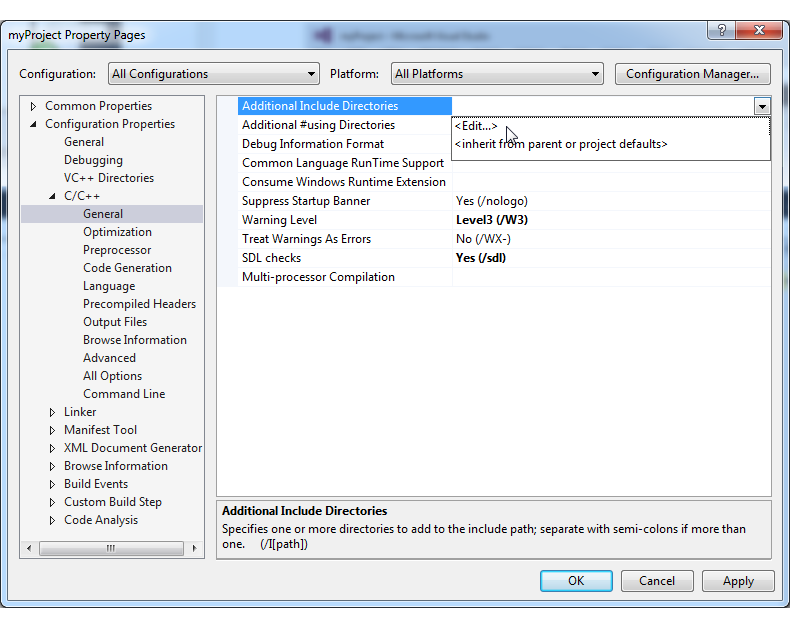 myProject Property Pages
Configuration: All Configurations Platform: All Platforms Configuration Manager...
Common Properties
Configuration Properties
General
Debugging
VC++ Directories
C/C++
General
Optimization
Preprocessor
Code Generation
Language
Precompiled Headers
Output Files
Browse Information
Advanced
All Options
Command Line
Linker
Manifest Tool
XML Document Generator
Browse Information
Build Events
Custom Build Step
Code Analysis
Additional Include Directories
Additional #using Directories <Edit...>
Debug Information Format <inherit from parent or project defaults>
Common Language RunTime Support
Consume Windows Runtime Extension
Suppress Startup Banner Yes (/nologo)
Warning Level Level3 (/W3)
Treat Warnings As Errors No (/WX-)
SDL checks Yes (/sdl)
Multi-processor Compilation
Additional Include Directories
Specifies one or more directories to add to the include path; separate with semi-colons if more than
one. (/I[path])
OK Cancel Apply